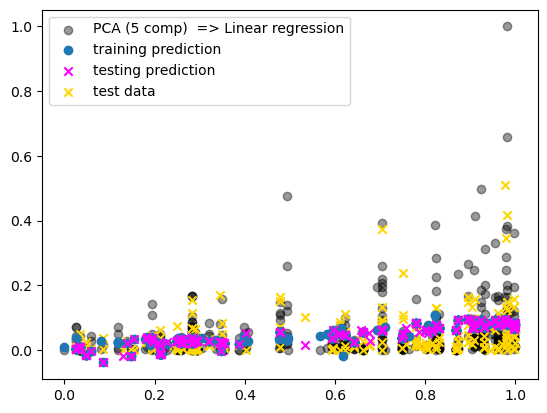 PCA (5 comp)  => Linear regression
training prediction
testing prediction
test data
1.0
0.8
0.6
0.4
0.2
0.0
0.0 0.2 0.4 0.6 0.8 1.0